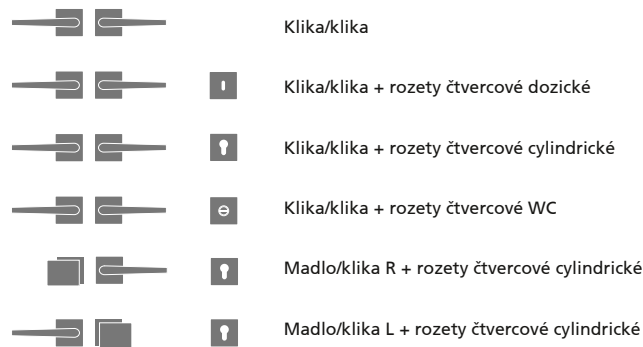 Klika/klika
Klika/klika + rozety čtvercové dozické
Klika/klika + rozety čtvercové cylindrické
Klika/klika + rozety čtvercové WC
Madlo/klika R + rozety čtvercové cylindrické
Madlo/klika L + rozety čtvercové cylindrické